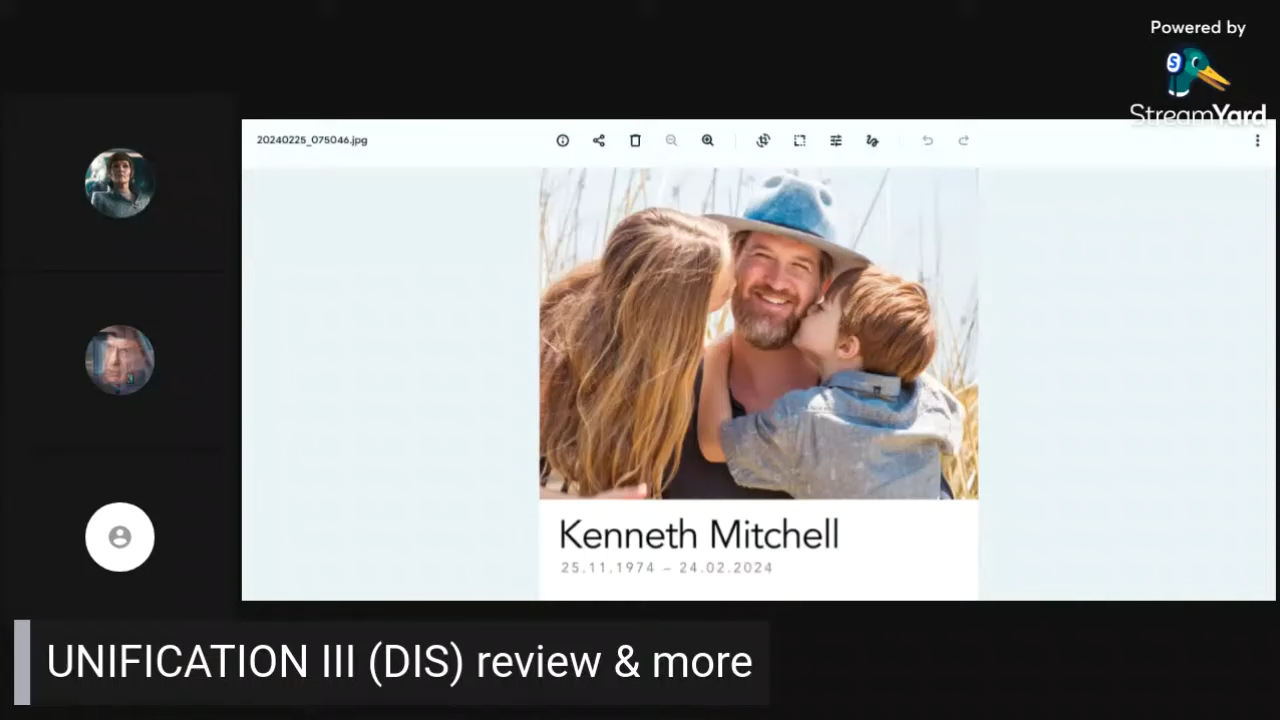 Powered by
StreamYard
20240225_075046.jpg
Kenneth Mitchell
25.11.1974 – 24.02.2024
UNIFICATION III (DIS) review & more